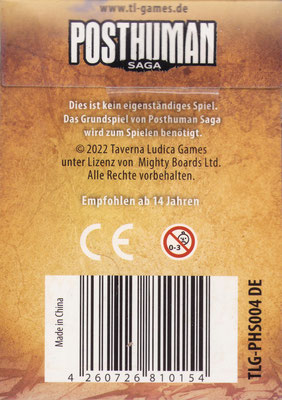 www.tl-games.de
POSTHUMAN
SAGA
Dies ist kein eigenständiges Spiel.
Das Grundspiel von Posthuman Saga
wird zum Spielen benötigt.
© 2022 Taverna Ludica Games
unter Lizenz von Mighty Boards Ltd.
Alle Rechte vorbehalten.
Empfohlen ab 14 Jahren
CE
0-3
Made in China
4 260726 810154
TLG-PHS004 DE